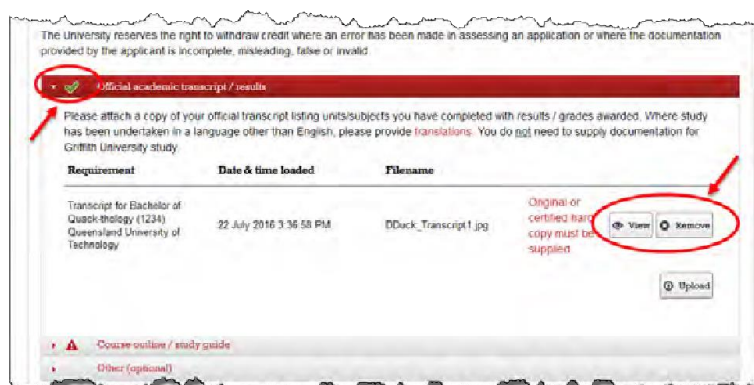 The University reserves the right to withdraw credit where an error has been made in assessing an application or where the documentation
provided by the applicant is incomplete, misleading, false or invalid.
Official academic transcript / results
Please attach a copy of your official transcript listing units/subjects you have completed with results / grades awarded. Where study
has been undertaken in a language other than English, please provide translations. You do not need to supply documentation for
Griffith University study.
Requirement Date & time loaded Filename
Transcript for Bachelor of
Quack-thology (1234)
Queensland University of
Technology
22 July 2016 3:36:58 PM
DDuck_Transcript1.jpg
Original or
certified hard
copy must be
supplied
View Remove
Upload
Course outline / study guide
Other (optional)